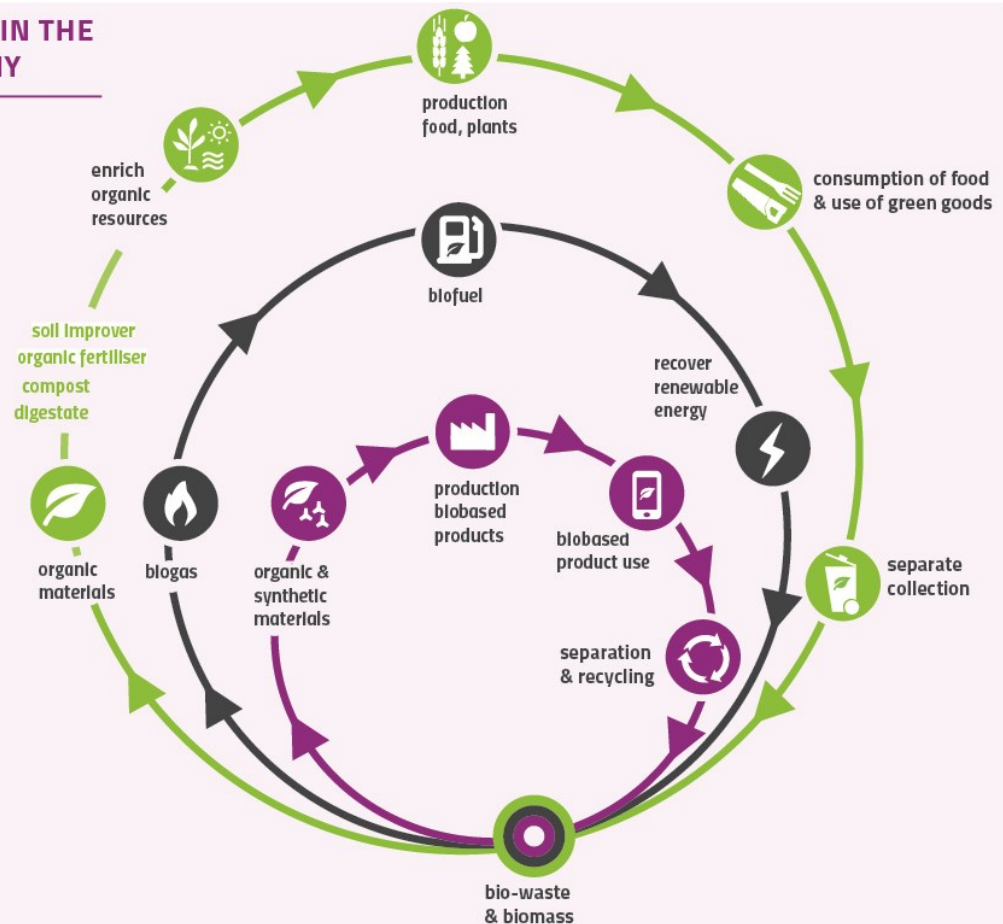 IN THE
production
food, plants
enrich
organic
resources
consumption of food
& use of green goods
biofuel
soil improver
organic fertiliser
compost
digestate
recover
renewable
energy
production
biobased
products
biobased
product use
organic
materials
biogas
organic &
synthetic
materials
separate
collection
separation
& recycling
bio-waste
& biomass